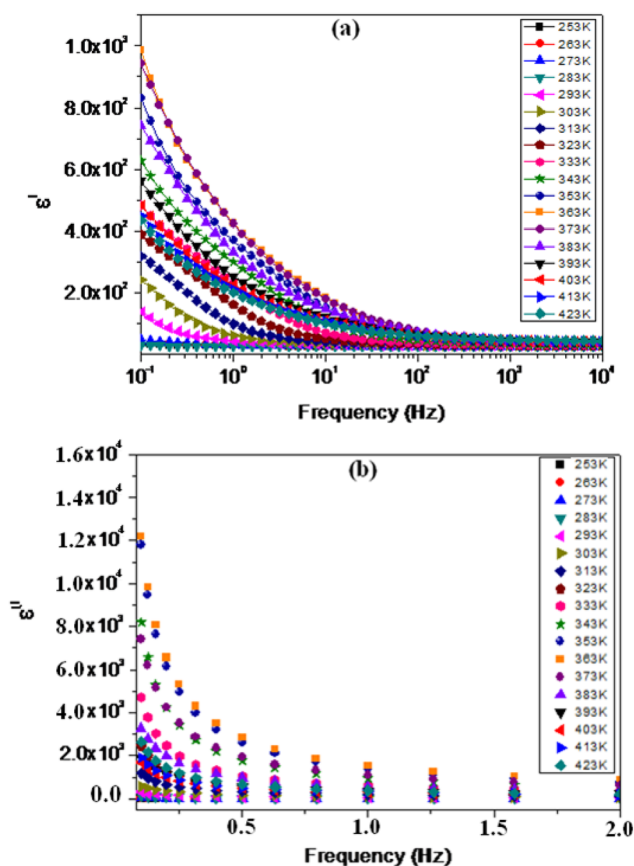 (a)
1.0x10³
8.0x10²
6.0x10²
4.0x10²
2.0x10²
ε'
10⁻¹ 10⁰ 10¹ 10² 10³ 10⁴
Frequency (Hz)
253K
263K
273K
283K
293K
303K
313K
323K
333K
343K
353K
363K
373K
383K
393K
403K
413K
423K
(b)
1.6x10⁴
1.4x10⁴
1.2x10⁴
1.0x10⁴
8.0x10³
6.0x10³
4.0x10³
2.0x10³
0.0
ε''
0.5 1.0 1.5 2.0
Frequency (Hz)
253K
263K
273K
283K
293K
303K
313K
323K
333K
343K
353K
363K
373K
383K
393K
403K
413K
423K